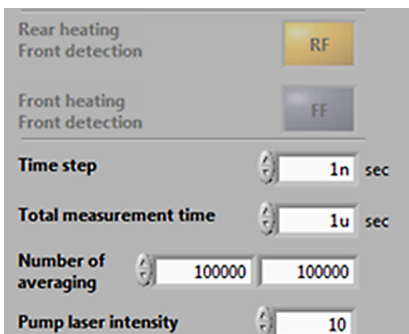 Rear heating
Front detection
RF
Front heating
Front detection
FF
Time step 1n sec
Total measurement time 1u sec
Number of
averaging 100000 100000
Pump laser intensity 10